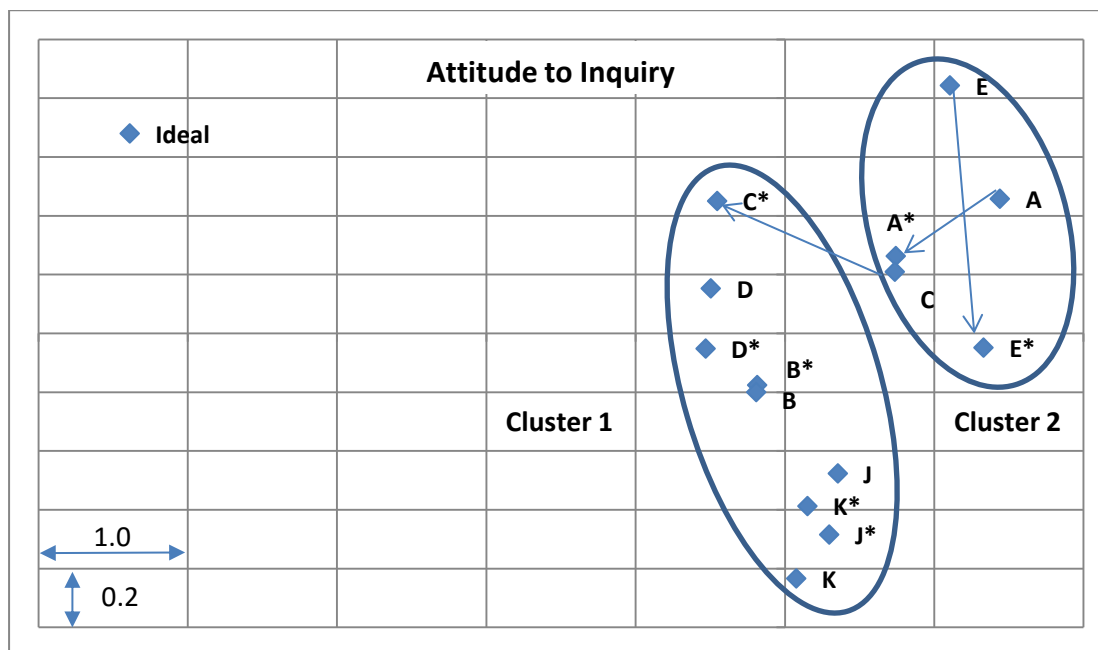 Attitude to Inquiry
E
Ideal
C*
A
A*
D
C
D*
E*
B*
B
Cluster 1
Cluster 2
J
K*
1.0
J*
K
0.2